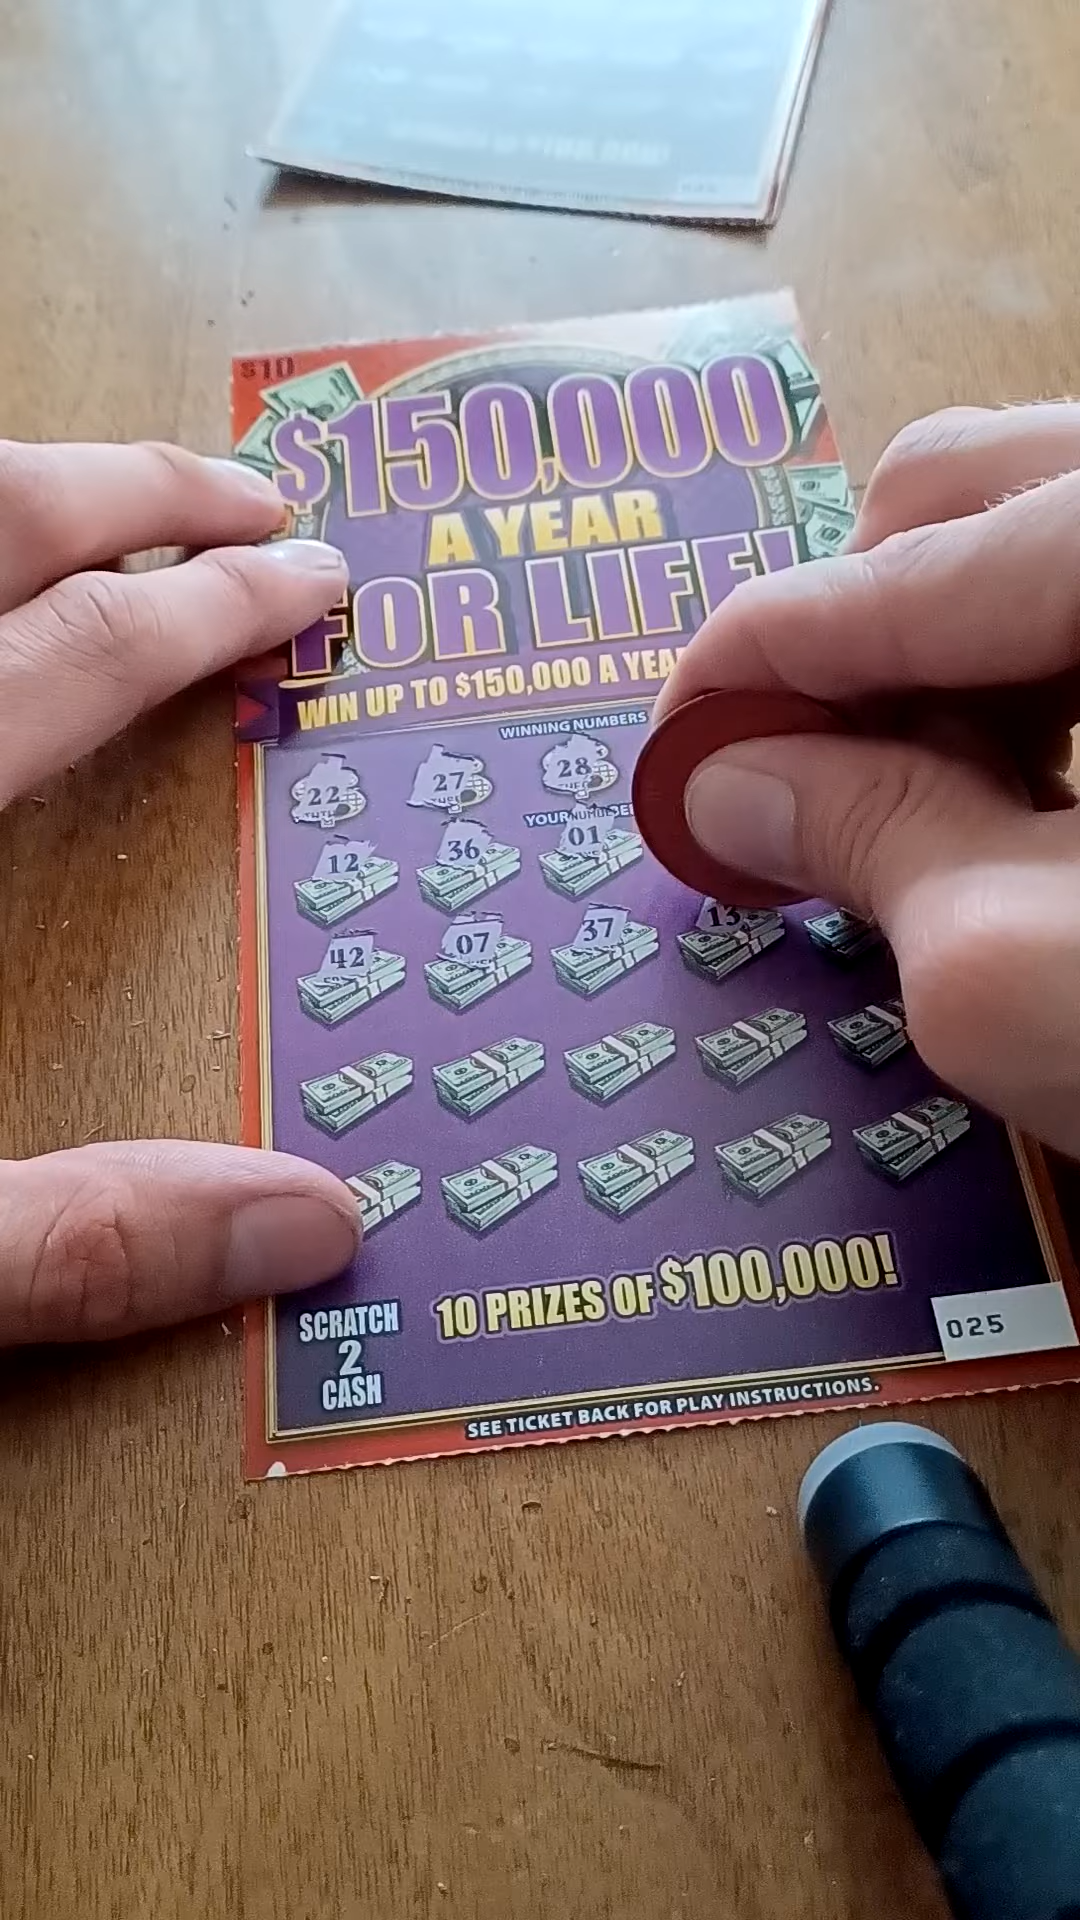 $10
$150,000
A YEAR
FOR LIFE!
WIN UP TO $150,000 A YEA
WINNING NUMBERS
22 27 28
YOUR NUMBE
12 36 01
42 07 37 13
10 PRIZES OF $100,000!
SCRATCH
2
CASH
025
SEE TICKET BACK FOR PLAY INSTRUCTIONS.